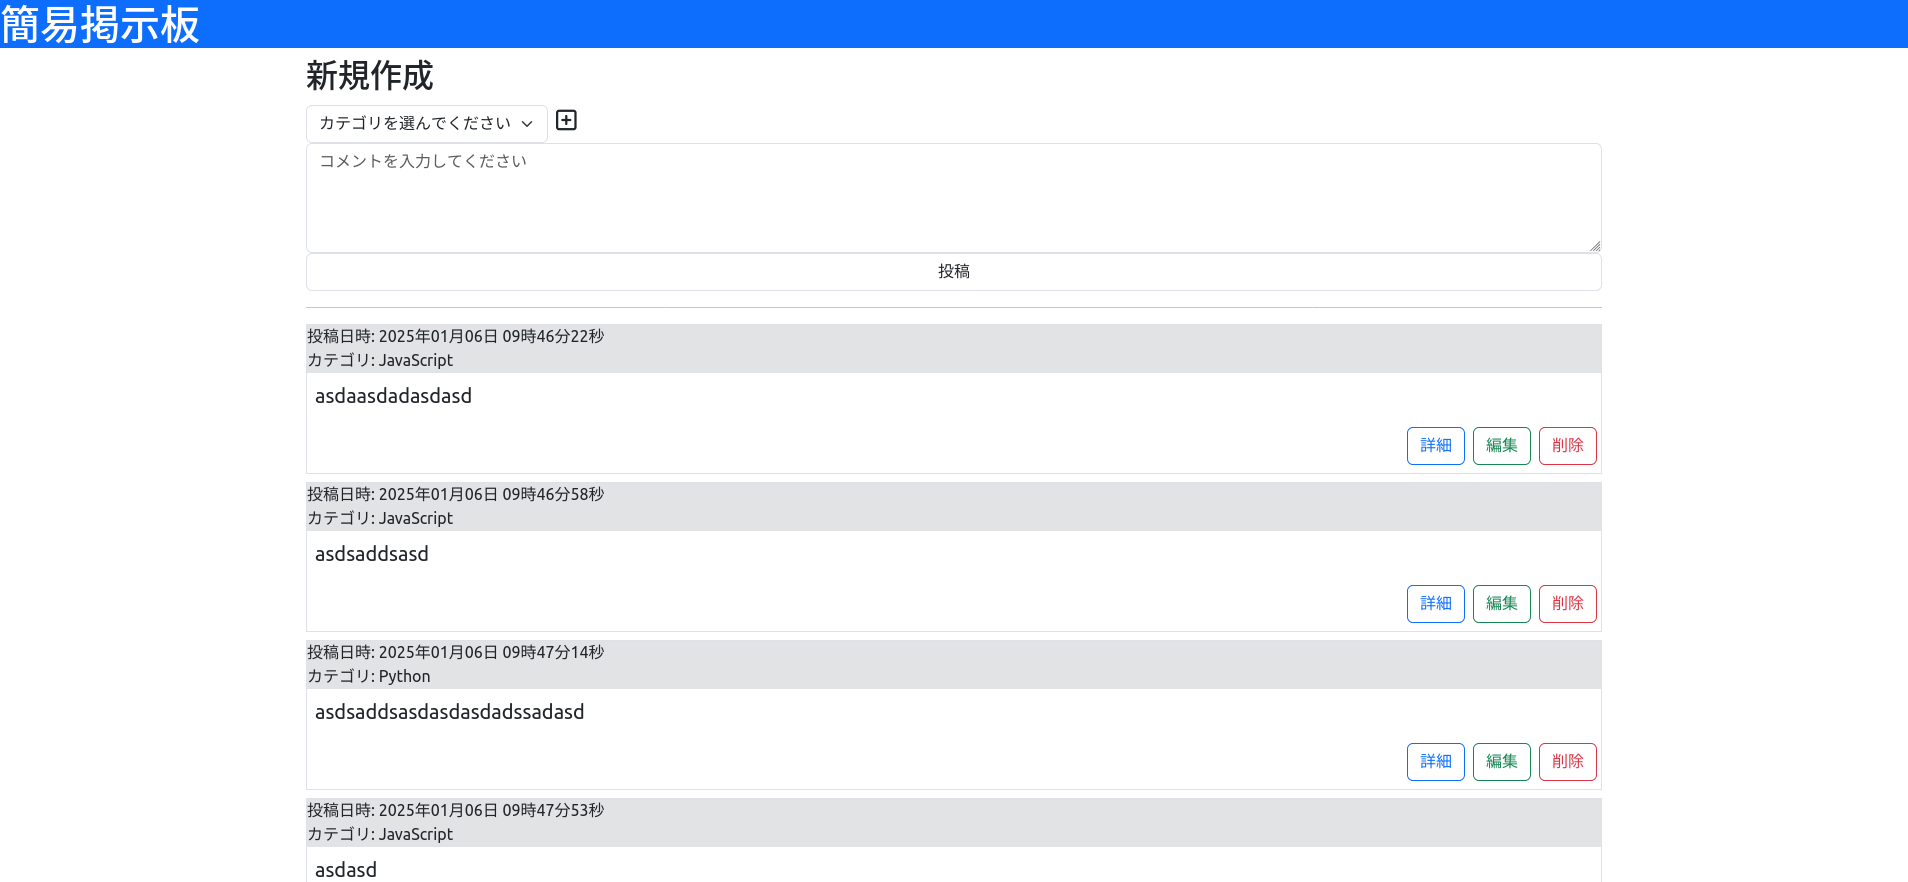 簡易掲示板
新規作成
カテゴリを選んでください
コメントを入力してください
投稿
投稿日時: 2025年01月06日 09時46分22秒
カテゴリ: JavaScript
asdaasdadasdasd
詳細 編集 削除
投稿日時: 2025年01月06日 09時46分58秒
カテゴリ: JavaScript
asdsaddsasd
詳細 編集 削除
投稿日時: 2025年01月06日 09時47分14秒
カテゴリ: Python
asdsaddsasdasdasdadssadasd
詳細 編集 削除
投稿日時: 2025年01月06日 09時47分53秒
カテゴリ: JavaScript
asdasd